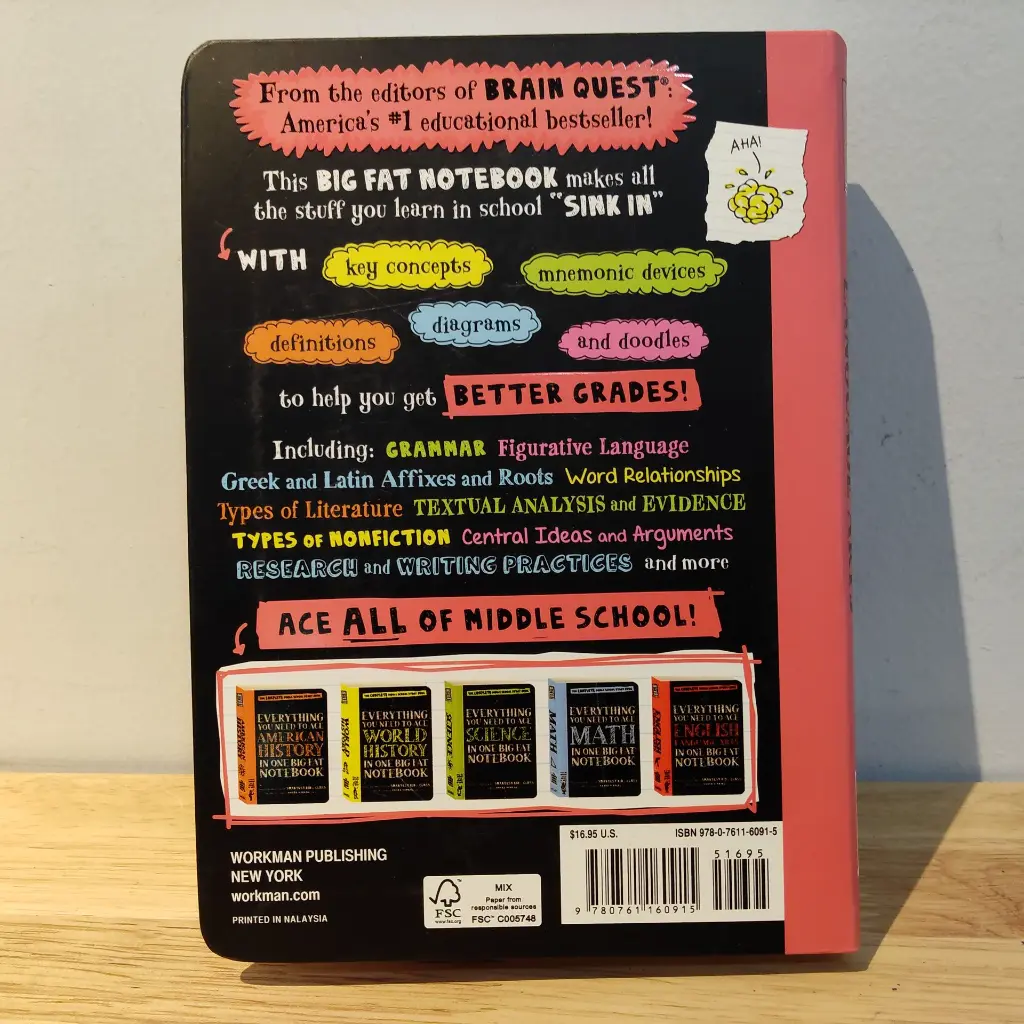 From the editors of BRAIN QUEST®:
America's #1 educational bestseller!
AHA!
This BIG FAT NOTEBOOK makes all
the stuff you learn in school "SINK IN"
WITH key concepts mnemonic devices
definitions diagrams and doodles
to help you get BETTER GRADES!
Including: GRAMMAR Figurative Language
Greek and Latin Affixes and Roots Word Relationships
Types of Literature TEXTUAL ANALYSIS and EVIDENCE
TYPES of NONFICTION Central Ideas and Arguments
RESEARCH and WRITING PRACTICES and more
ACE ALL OF MIDDLE SCHOOL!
EVERYTHING
YOU NEED TO ACE
AMERICAN
HISTORY
IN ONE BIG FAT
NOTEBOOK
EVERYTHING
YOU NEED TO ACE
WORLD
HISTORY
IN ONE BIG FAT
NOTEBOOK
SCIENCE
EVERYTHING
YOU NEED TO ACE
SCIENCE
IN ONE BIG FAT
NOTEBOOK
MATH
EVERYTHING
YOU NEED TO ACE
MATH
IN ONE BIG FAT
NOTEBOOK
EVERYTHING
YOU NEED TO ACE
ENGLISH
LANGUAGE ARTS
IN ONE BIG FAT
NOTEBOOK
WORKMAN PUBLISHING
NEW YORK
workman.com
PRINTED IN NALAYSIA
FSC
www.fsc.org
MIX
Paper from
responsible sources
FSC™ C005748
$16.95 U.S. ISBN 978-0-7611-6091-5
51695
9 780761 160915